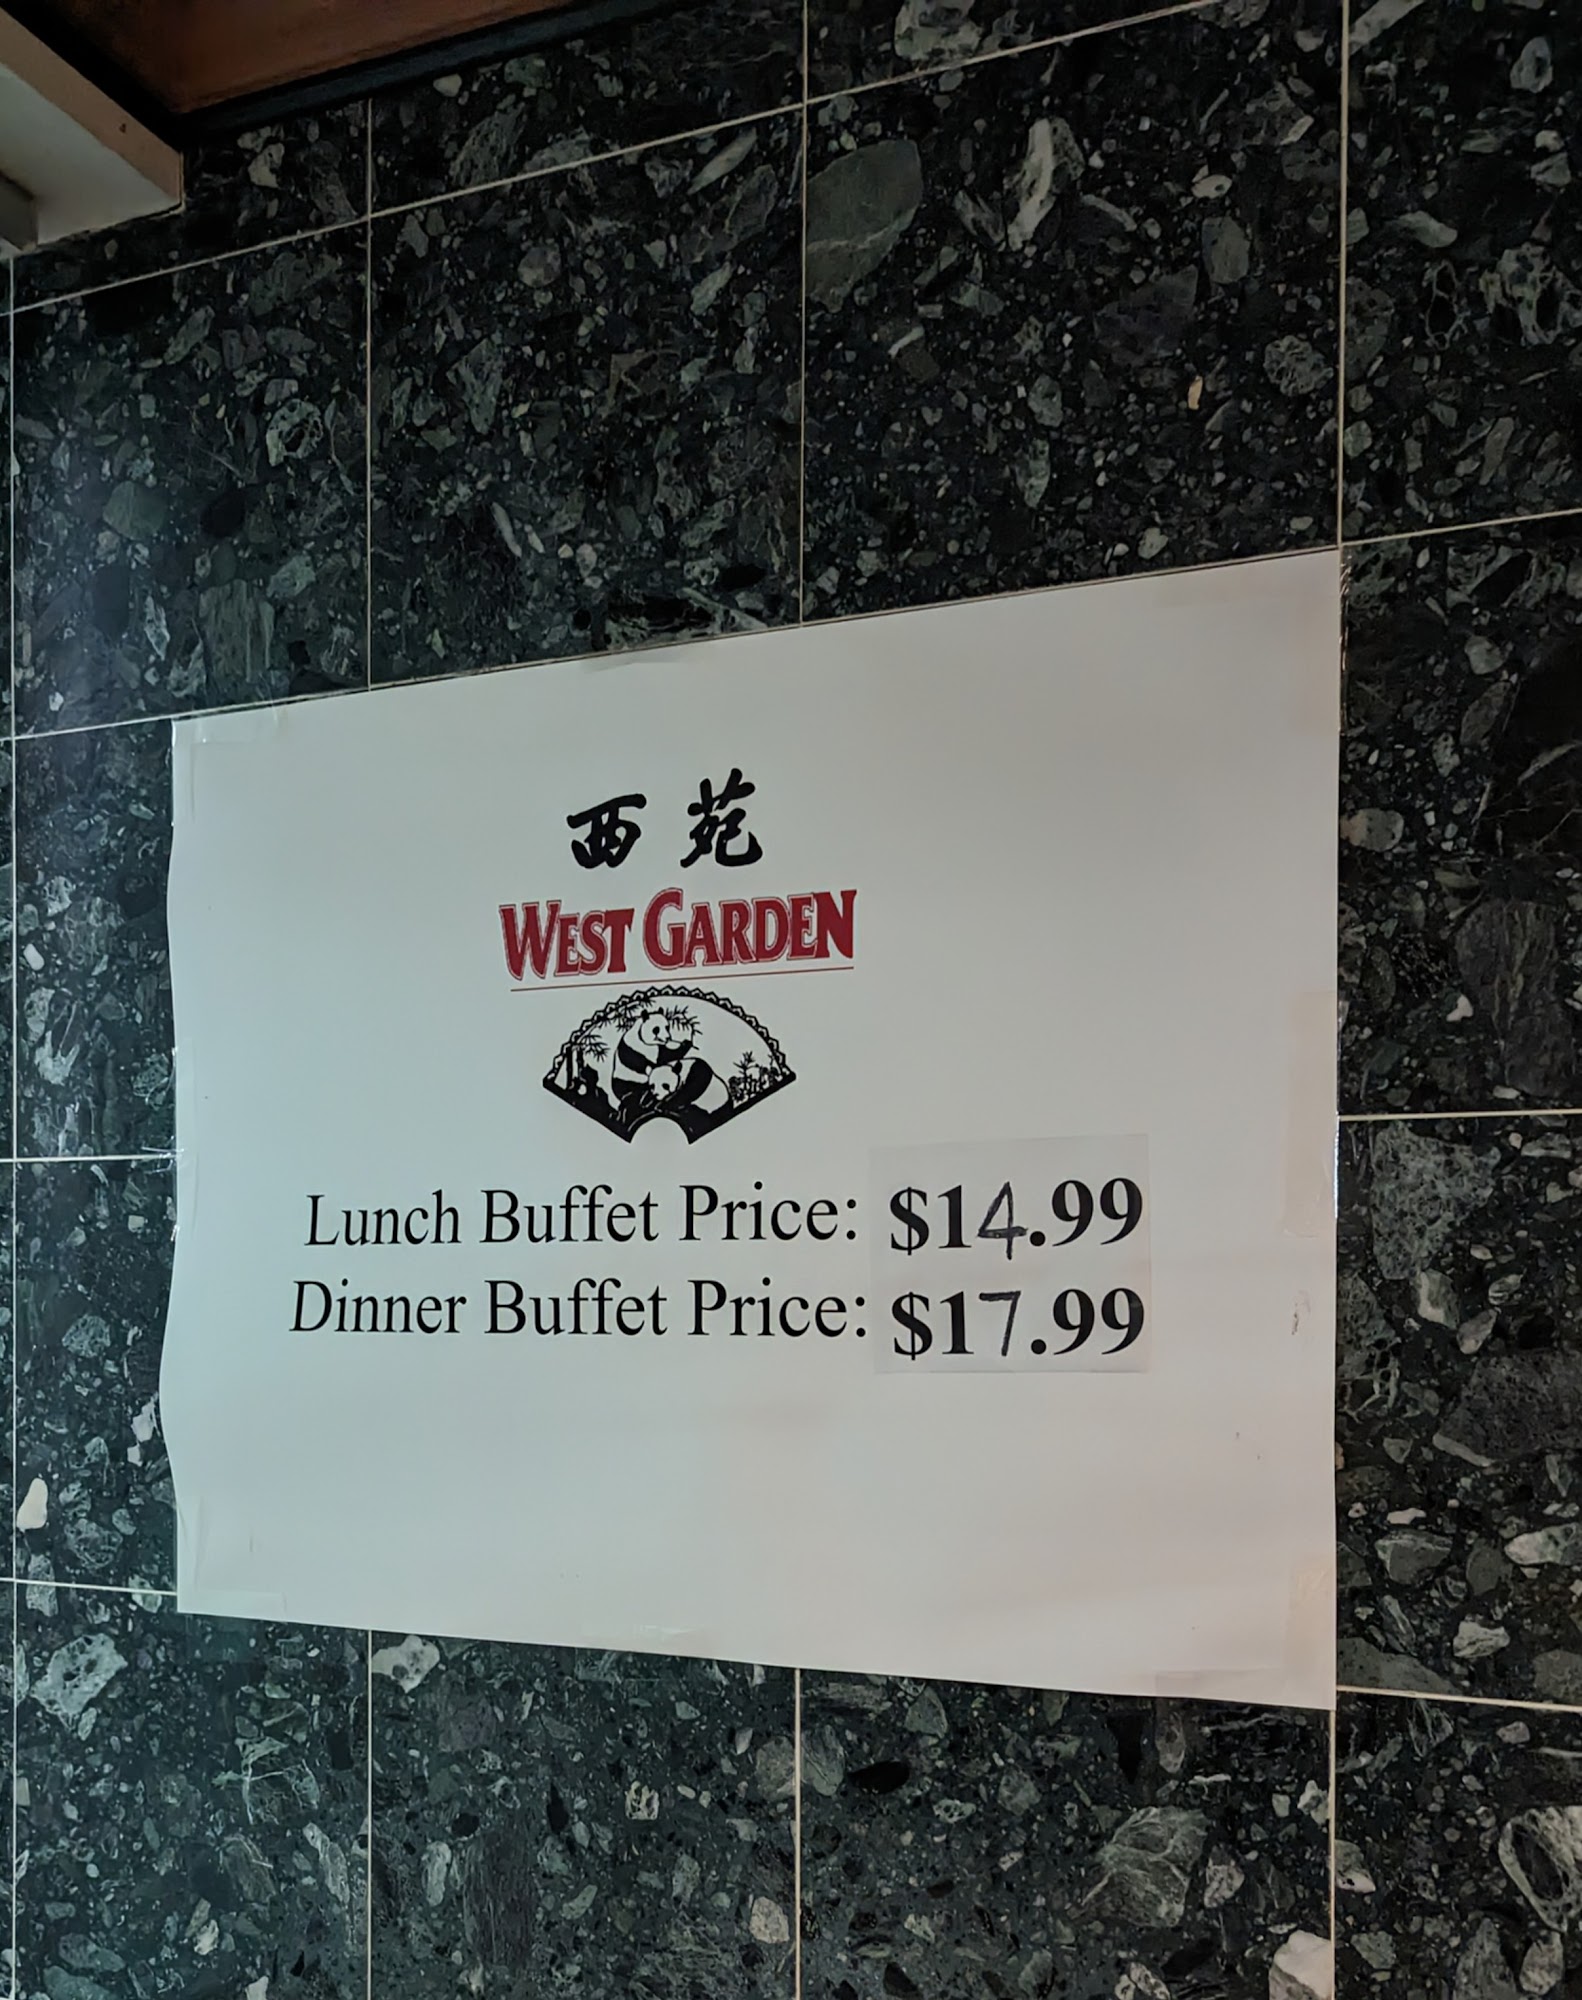 西苑
WEST GARDEN
Lunch Buffet Price: $14.99
Dinner Buffet Price: $17.99